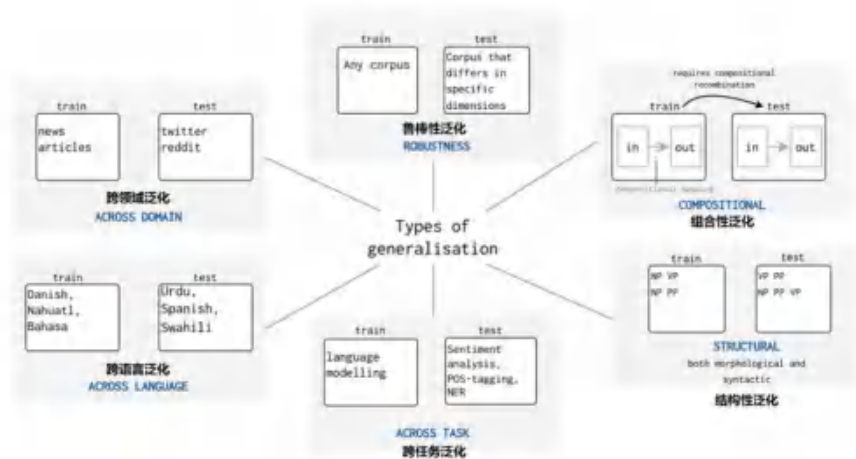 train
test
Any corpus
Corpus that
differs in
specific
dimensions
鲁棒性泛化
ROBUSTNESS
train
test
news
articles
twitter
reddit
跨领域泛化
ACROSS DOMAIN
requires compositional
recombination
train
test
in
out
in
out
COMPOSITIONAL
组合性泛化
Types of
generalisation
train
test
Danish,
Nahuatl,
Bahasa
Urdu,
Spanish,
Swahili
跨语言泛化
ACROSS LANGUAGE
train
test
language
modelling
Sentiment
analysis,
POS-tagging,
NER
ACROSS TASK
跨任务泛化
train
test
NP VP
NP PP
VP PP
NP PP VP
STRUCTURAL
both morphological and
syntactic
结构性泛化